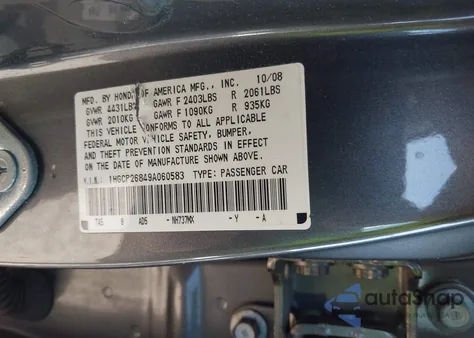 MFD. BY HONDA OF AMERICA MFG., INC. 10/08
GVWR 4431LBS GAWR F 2403LBS R 2061LBS
GVWR 2010KG GAWR F 1090KG R 935KG
THIS VEHICLE CONFORMS TO ALL APPLICABLE
FEDERAL MOTOR VEHICLE SAFETY, BUMPER,
AND THEFT PREVENTION STANDARDS IN EFFECT
ON THE DATE OF MANUFACTURE SHOWN ABOVE.
V.I.N.: 1HGCP26849A060583 TYPE: PASSENGER CAR
AD5 - NH737MX - Y - A
autoSnap